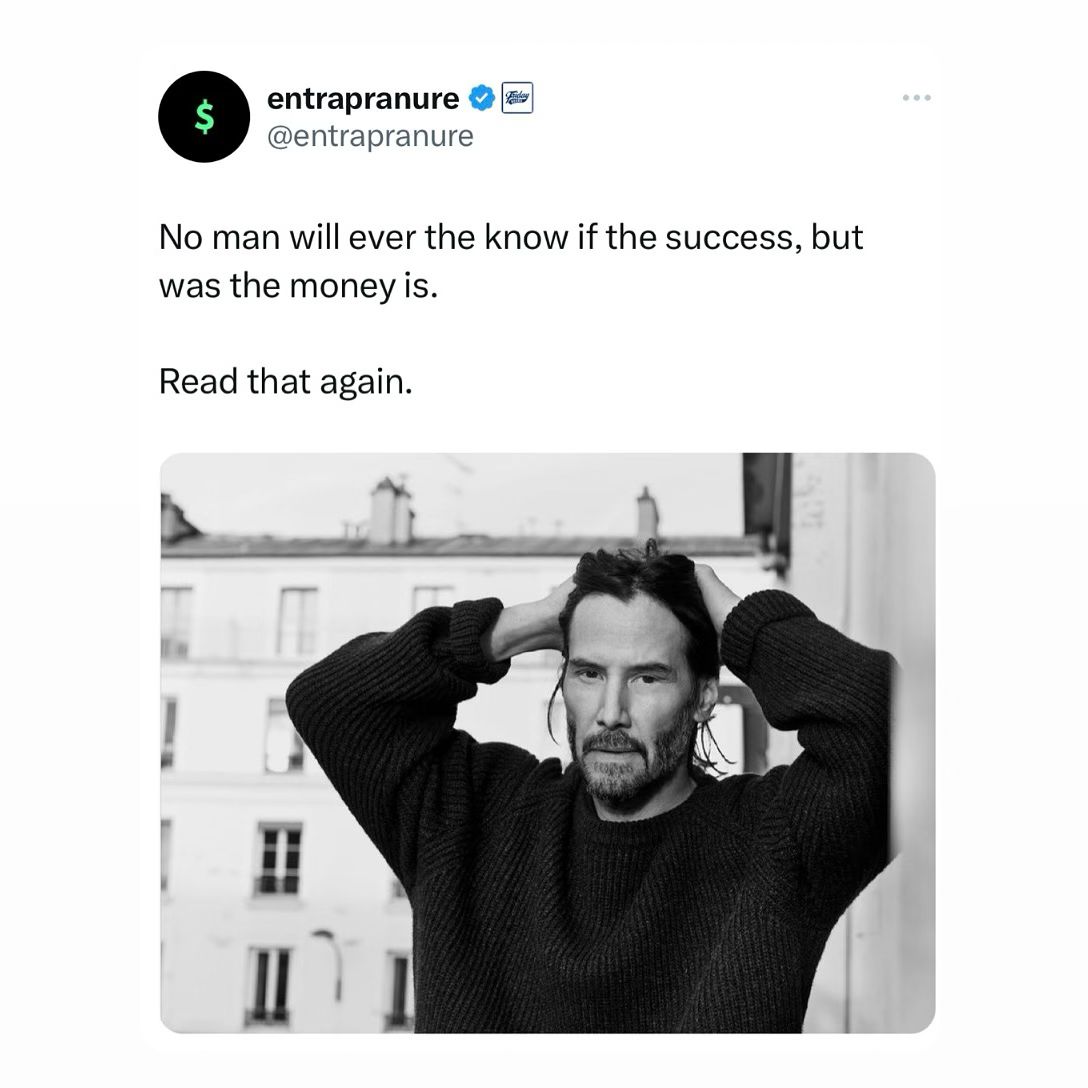 $
entrapranure
Friday
@entrapranure
No man will ever the know if the success, but
was the money is.
Read that again.